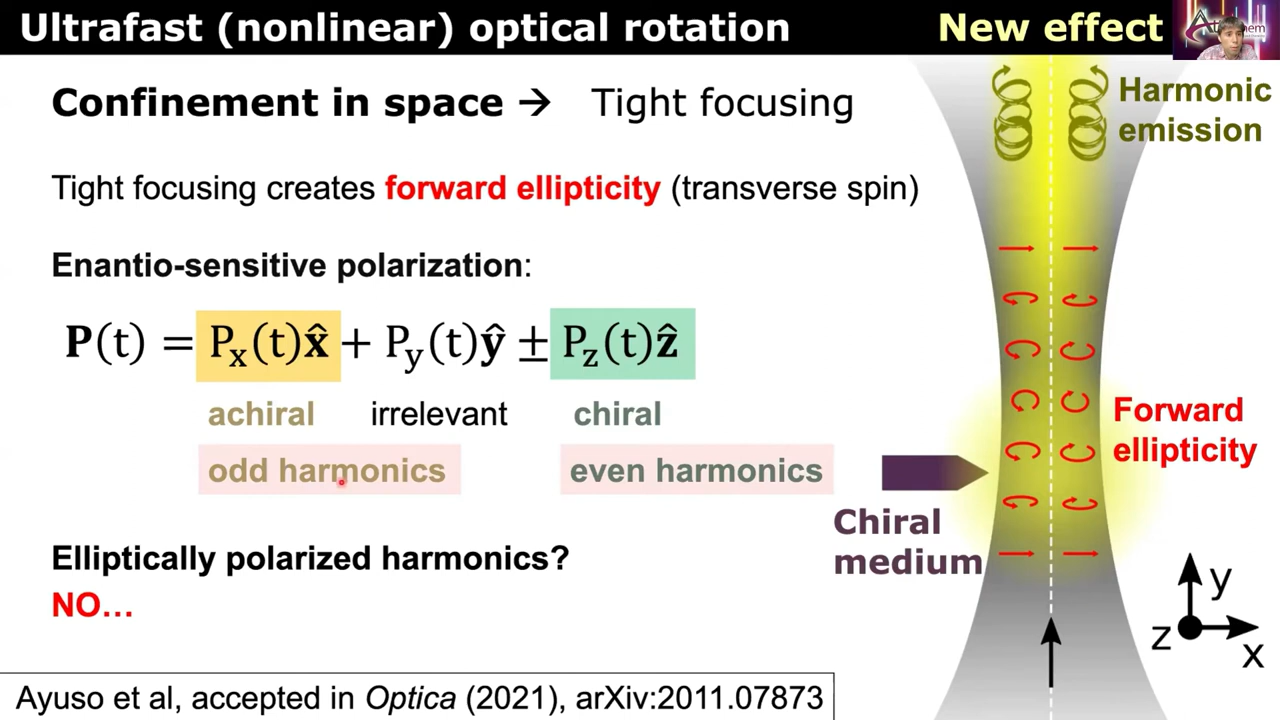 Ultrafast (nonlinear) optical rotation
New effect
Confinement in space → Tight focusing
Harmonic
emission
Tight focusing creates forward ellipticity (transverse spin)
Enantio-sensitive polarization:
P(t) = Pₓ(t)x̂ + P_y(t)ŷ ± P_z(t)ẑ
achiral irrelevant chiral
odd harmonics even harmonics
Forward
ellipticity
Chiral
medium
Elliptically polarized harmonics?
NO...
y
z
x
Ayuso et al, accepted in Optica (2021), arXiv:2011.07873